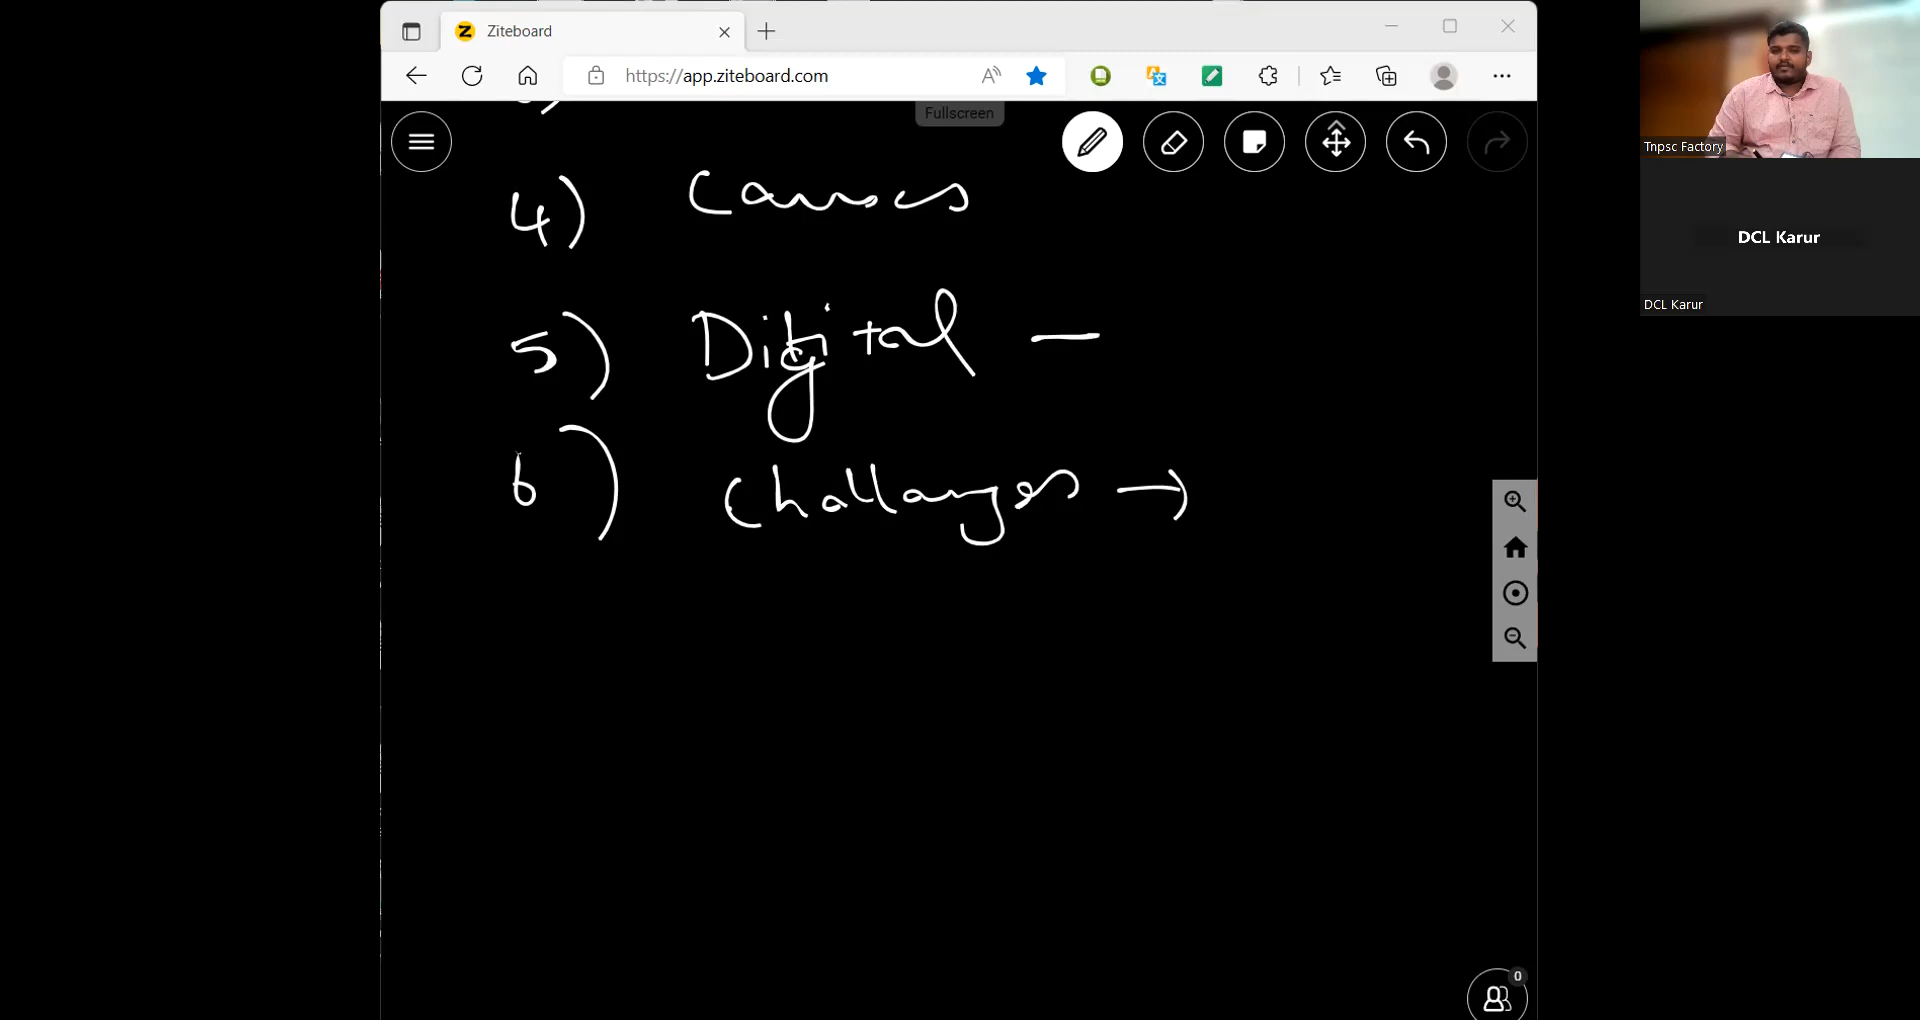 Ziteboard
https://app.ziteboard.com
Fullscreen
4) Causes
5) Digital —
6) Challanges →
0
Tnpsc Factory
DCL Karur
DCL Karur